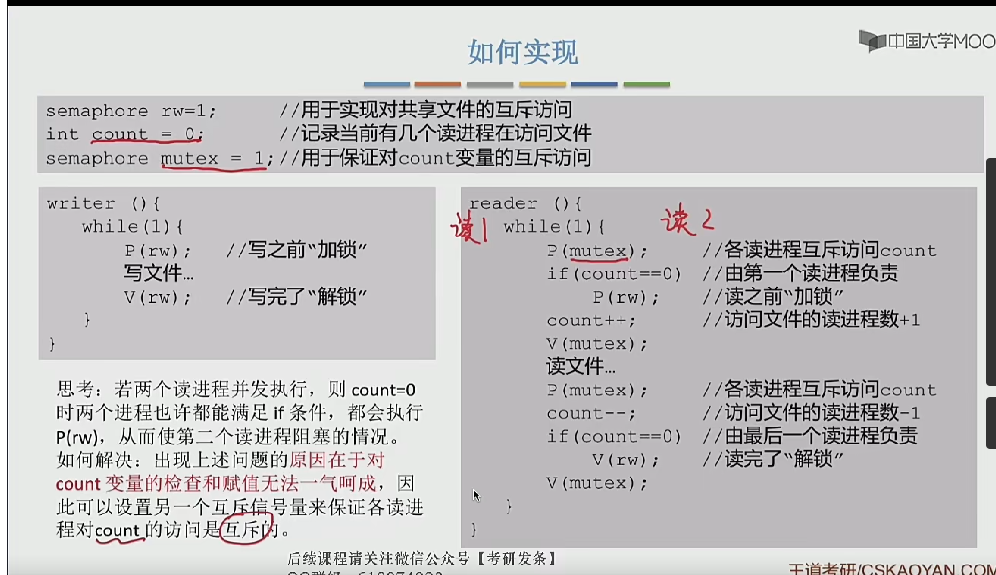 如何实现
中国大学MOO
semaphore rw=1; //用于实现对共享文件的互斥访问
int count = 0; //记录当前有几个读进程在访问文件
semaphore mutex = 1; //用于保证对count变量的互斥访问
writer (){
while(1){
P(rw); //写之前“加锁”
写文件…
V(rw); //写完了“解锁”
}
}
思考：若两个读进程并发执行，则 count=0
时两个进程也许都能满足 if 条件，都会执行
P(rw)，从而使第二个读进程阻塞的情况。
如何解决：出现上述问题的原因在于对
count 变量的检查和赋值无法一气呵成，因
此可以设置另一个互斥信号量来保证各读进
程对count 的访问是互斥的。
reader (){
读1 while(1){ 读2
P(mutex); //各读进程互斥访问count
if(count==0) //由第一个读进程负责
P(rw); //读之前“加锁”
count++; //访问文件的读进程数+1
V(mutex);
读文件…
P(mutex); //各读进程互斥访问count
count--; //访问文件的读进程数-1
if(count==0) //由最后一个读进程负责
V(rw); //读完了“解锁”
V(mutex);
}
}
后续课程请关注微信公众号【考研发条】
王道考研/CSKAOYAN.COM